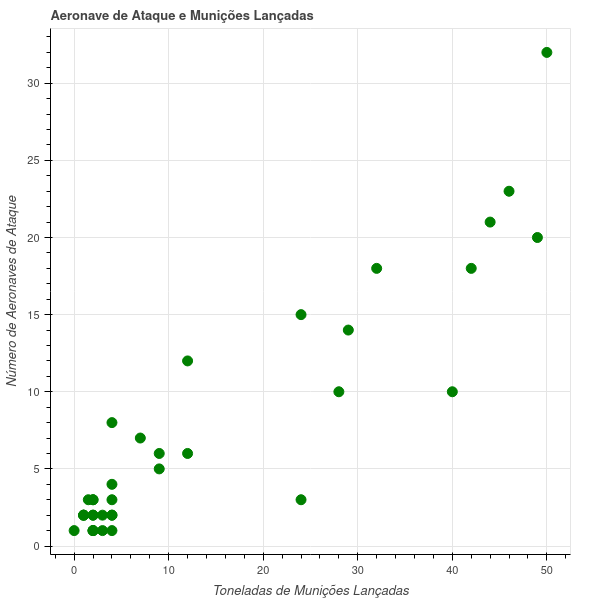 Aeronave de Ataque e Munições Lançadas
30
25
20
15
10
5
0
Número de Aeronaves de Ataque
0 10 20 30 40 50
Toneladas de Munições Lançadas